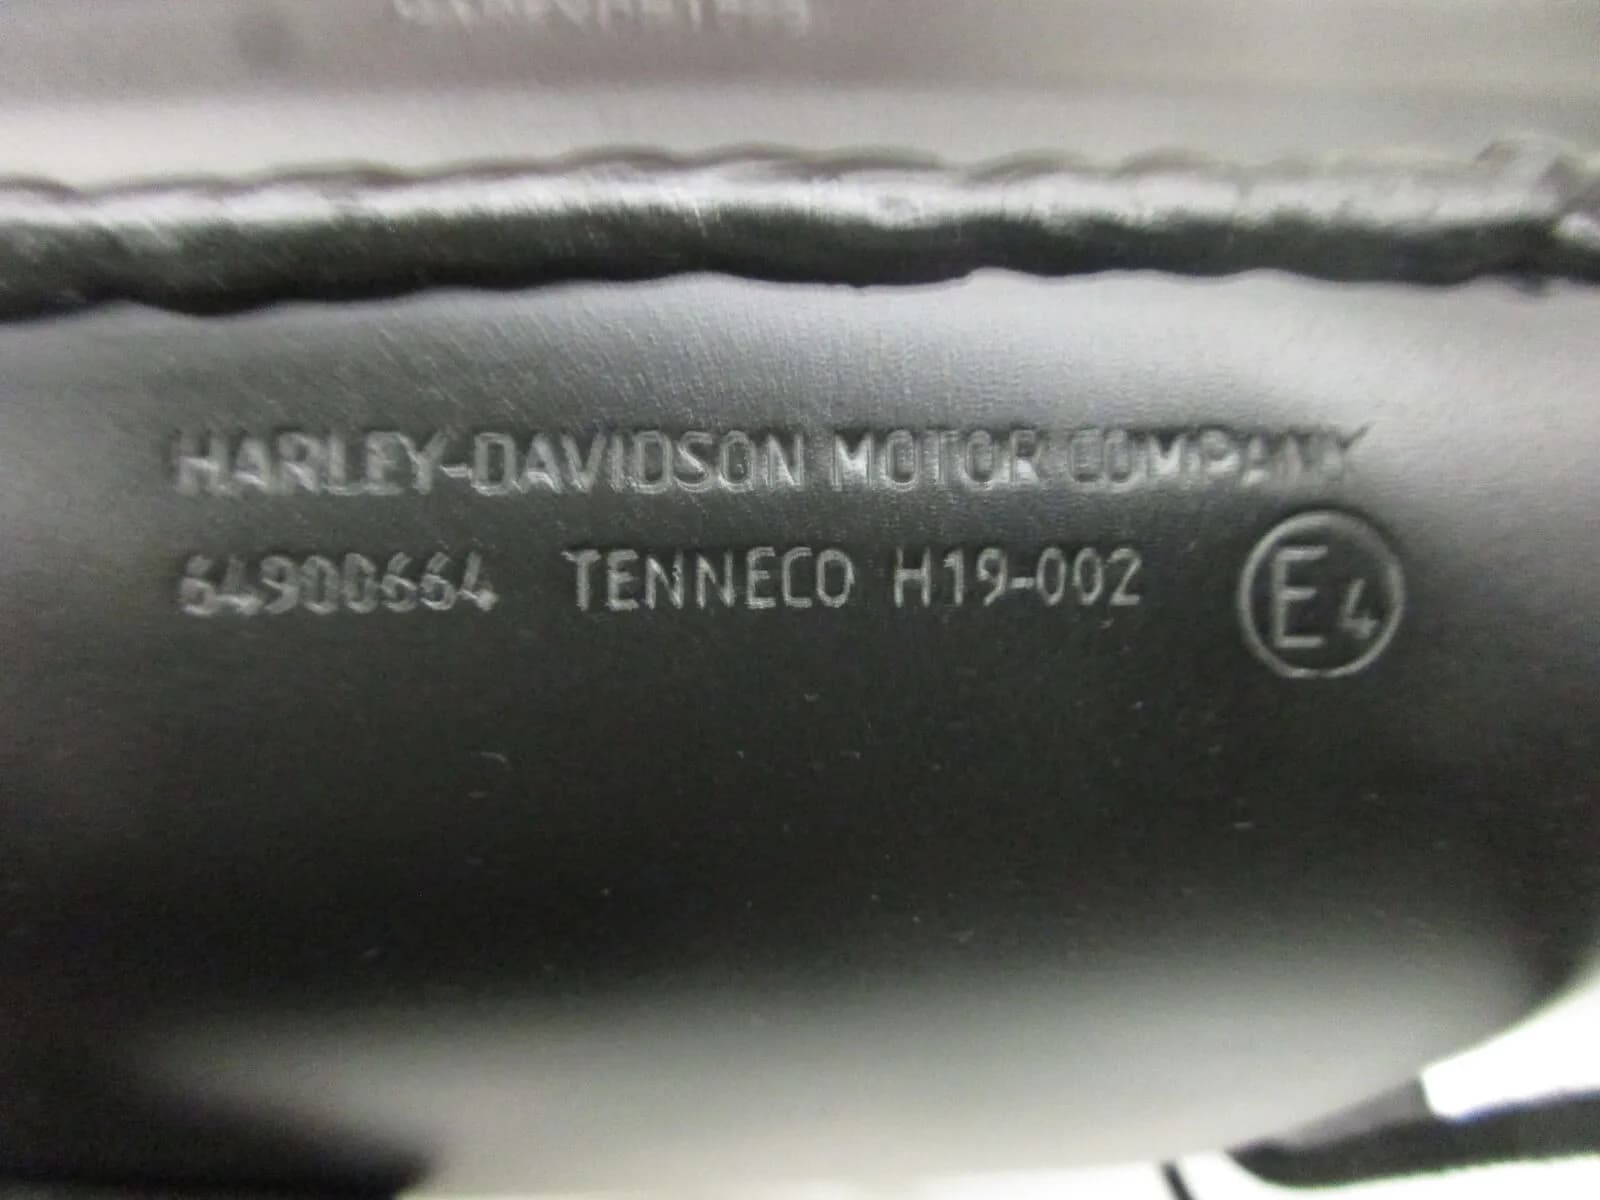 HARLEY-DAVIDSON MOTOR COMPANY
64900664 TENNECO H19-002 E4